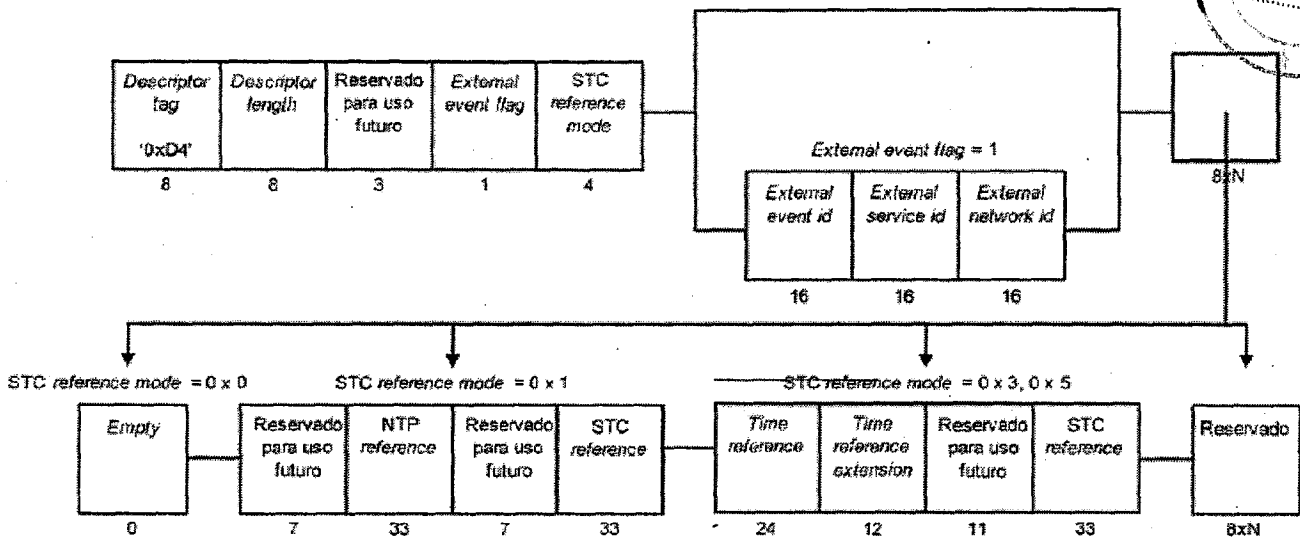 Descriptor tag '0xD4'
Descriptor length
Reservado para uso futuro
External event flag
STC reference mode
8
8
3
1
4
External event flag = 1
External event id
External service id
External network id
16
16
16
8xN
STC reference mode = 0 x 0
STC reference mode = 0 x 1
STC reference mode = 0 x 3, 0 x 5
Empty
Reservado para uso futuro
NTP reference
Reservado para uso futuro
STC reference
Time reference
Time reference extension
Reservado para uso futuro
STC reference
Reservado
0
7
33
7
33
24
12
11
33
8xN